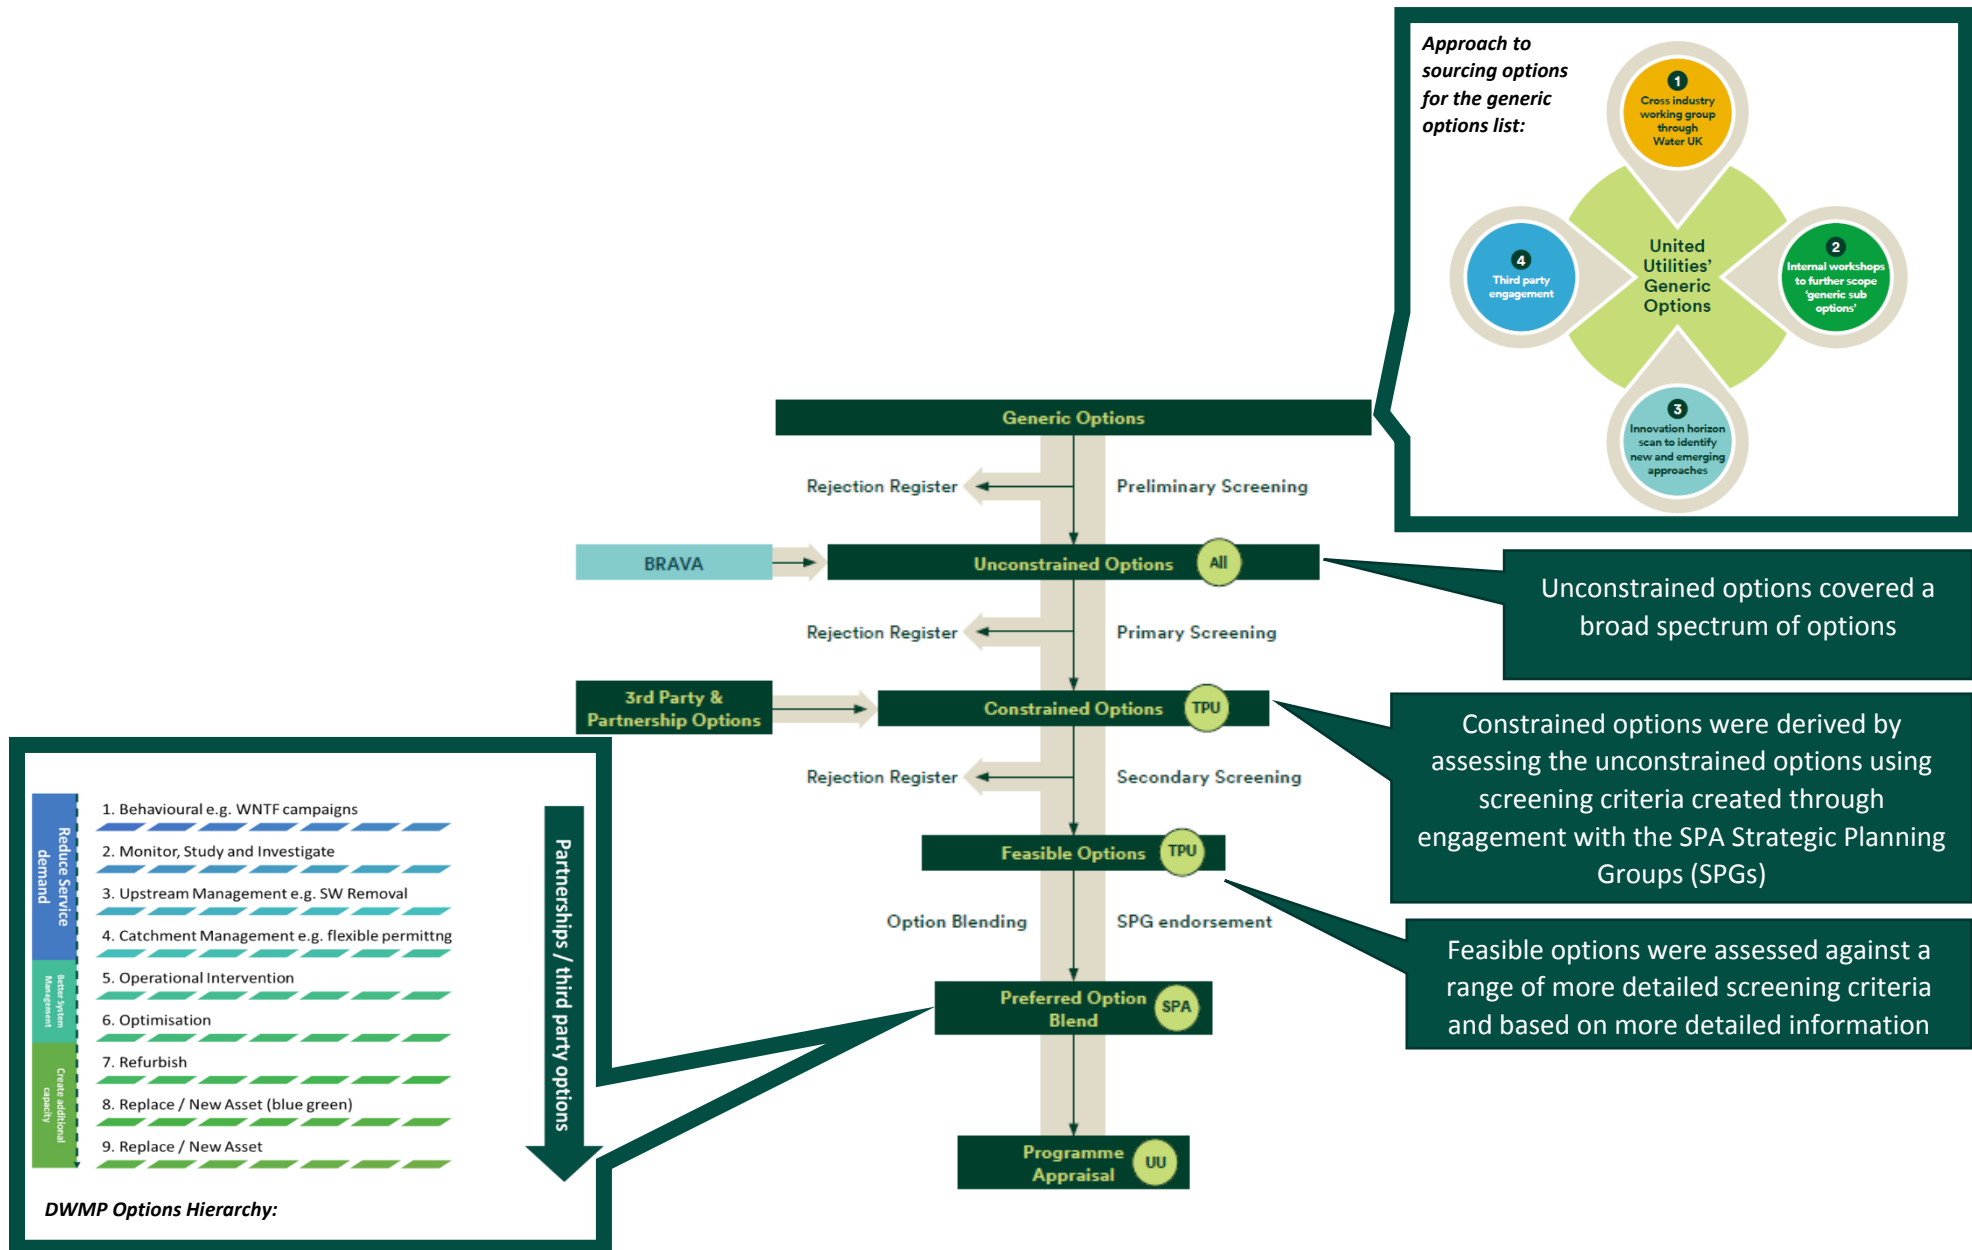 Approach to
sourcing options
for the generic
options list:
1
Cross industry
working group
through
Water UK
2
Internal workshops
to further scope
'generic sub
options'
3
Innovation horizon
scan to identify
new and emerging
approaches
4
Third party
engagement
United
Utilities'
Generic
Options
Generic Options
Rejection Register
Preliminary Screening
BRAVA
Unconstrained Options
All
Unconstrained options covered a
broad spectrum of options
Rejection Register
Primary Screening
3rd Party &
Partnership Options
Constrained Options
TPU
Constrained options were derived by
assessing the unconstrained options using
screening criteria created through
engagement with the SPA Strategic Planning
Groups (SPGs)
Rejection Register
Secondary Screening
Feasible Options
TPU
Feasible options were assessed against a
range of more detailed screening criteria
and based on more detailed information
Option Blending
SPG endorsement
Preferred Option
Blend
SPA
Programme
Appraisal
UU
Reduce Service
demand
Better System
Management
Create additional
capacity
1. Behavioural e.g. WNTF campaigns
2. Monitor, Study and Investigate
3. Upstream Management e.g. SW Removal
4. Catchment Management e.g. flexible permittng
5. Operational Intervention
6. Optimisation
7. Refurbish
8. Replace / New Asset (blue green)
9. Replace / New Asset
Partnerships / third party options
DWMP Options Hierarchy: